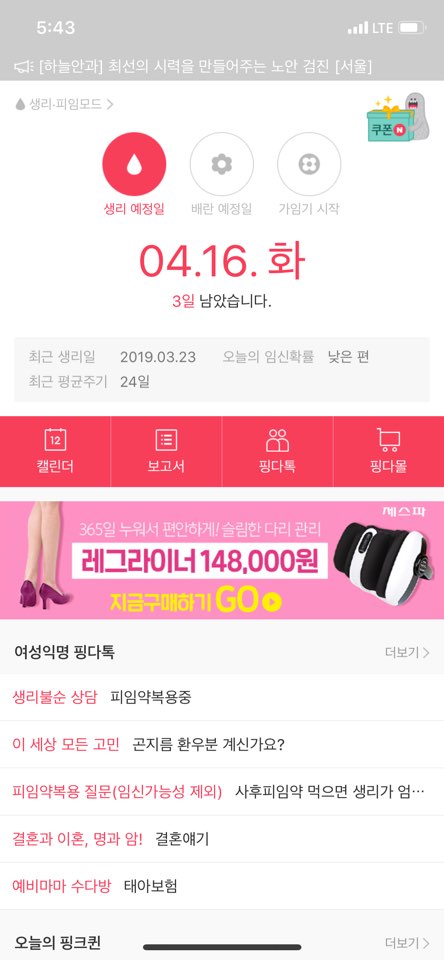 5:43 LTE
[하늘안과] 최선의 시력을 만들어주는 노안 검진 [서울]
생리·피임모드
쿠폰 N
생리 예정일 배란 예정일 가임기 시작
04.16. 화
3일 남았습니다.
최근 생리일 2019.03.23 오늘의 임신확률 낮은 편
최근 평균주기 24일
12
캘린더 보고서 핑다톡 핑다몰
제스파
365일 누워서 편안하게! 슬림한 다리 관리
레그라이너 148,000원
지금구매하기 GO
여성익명 핑다톡 더보기
생리불순 상담 피임약복용중
이 세상 모든 고민 곤지름 환우분 계신가요?
피임약복용 질문(임신가능성 제외) 사후피임약 먹으면 생리가 엄…
결혼과 이혼, 명과 암! 결혼얘기
예비마마 수다방 태아보험
오늘의 핑크퀸 더보기